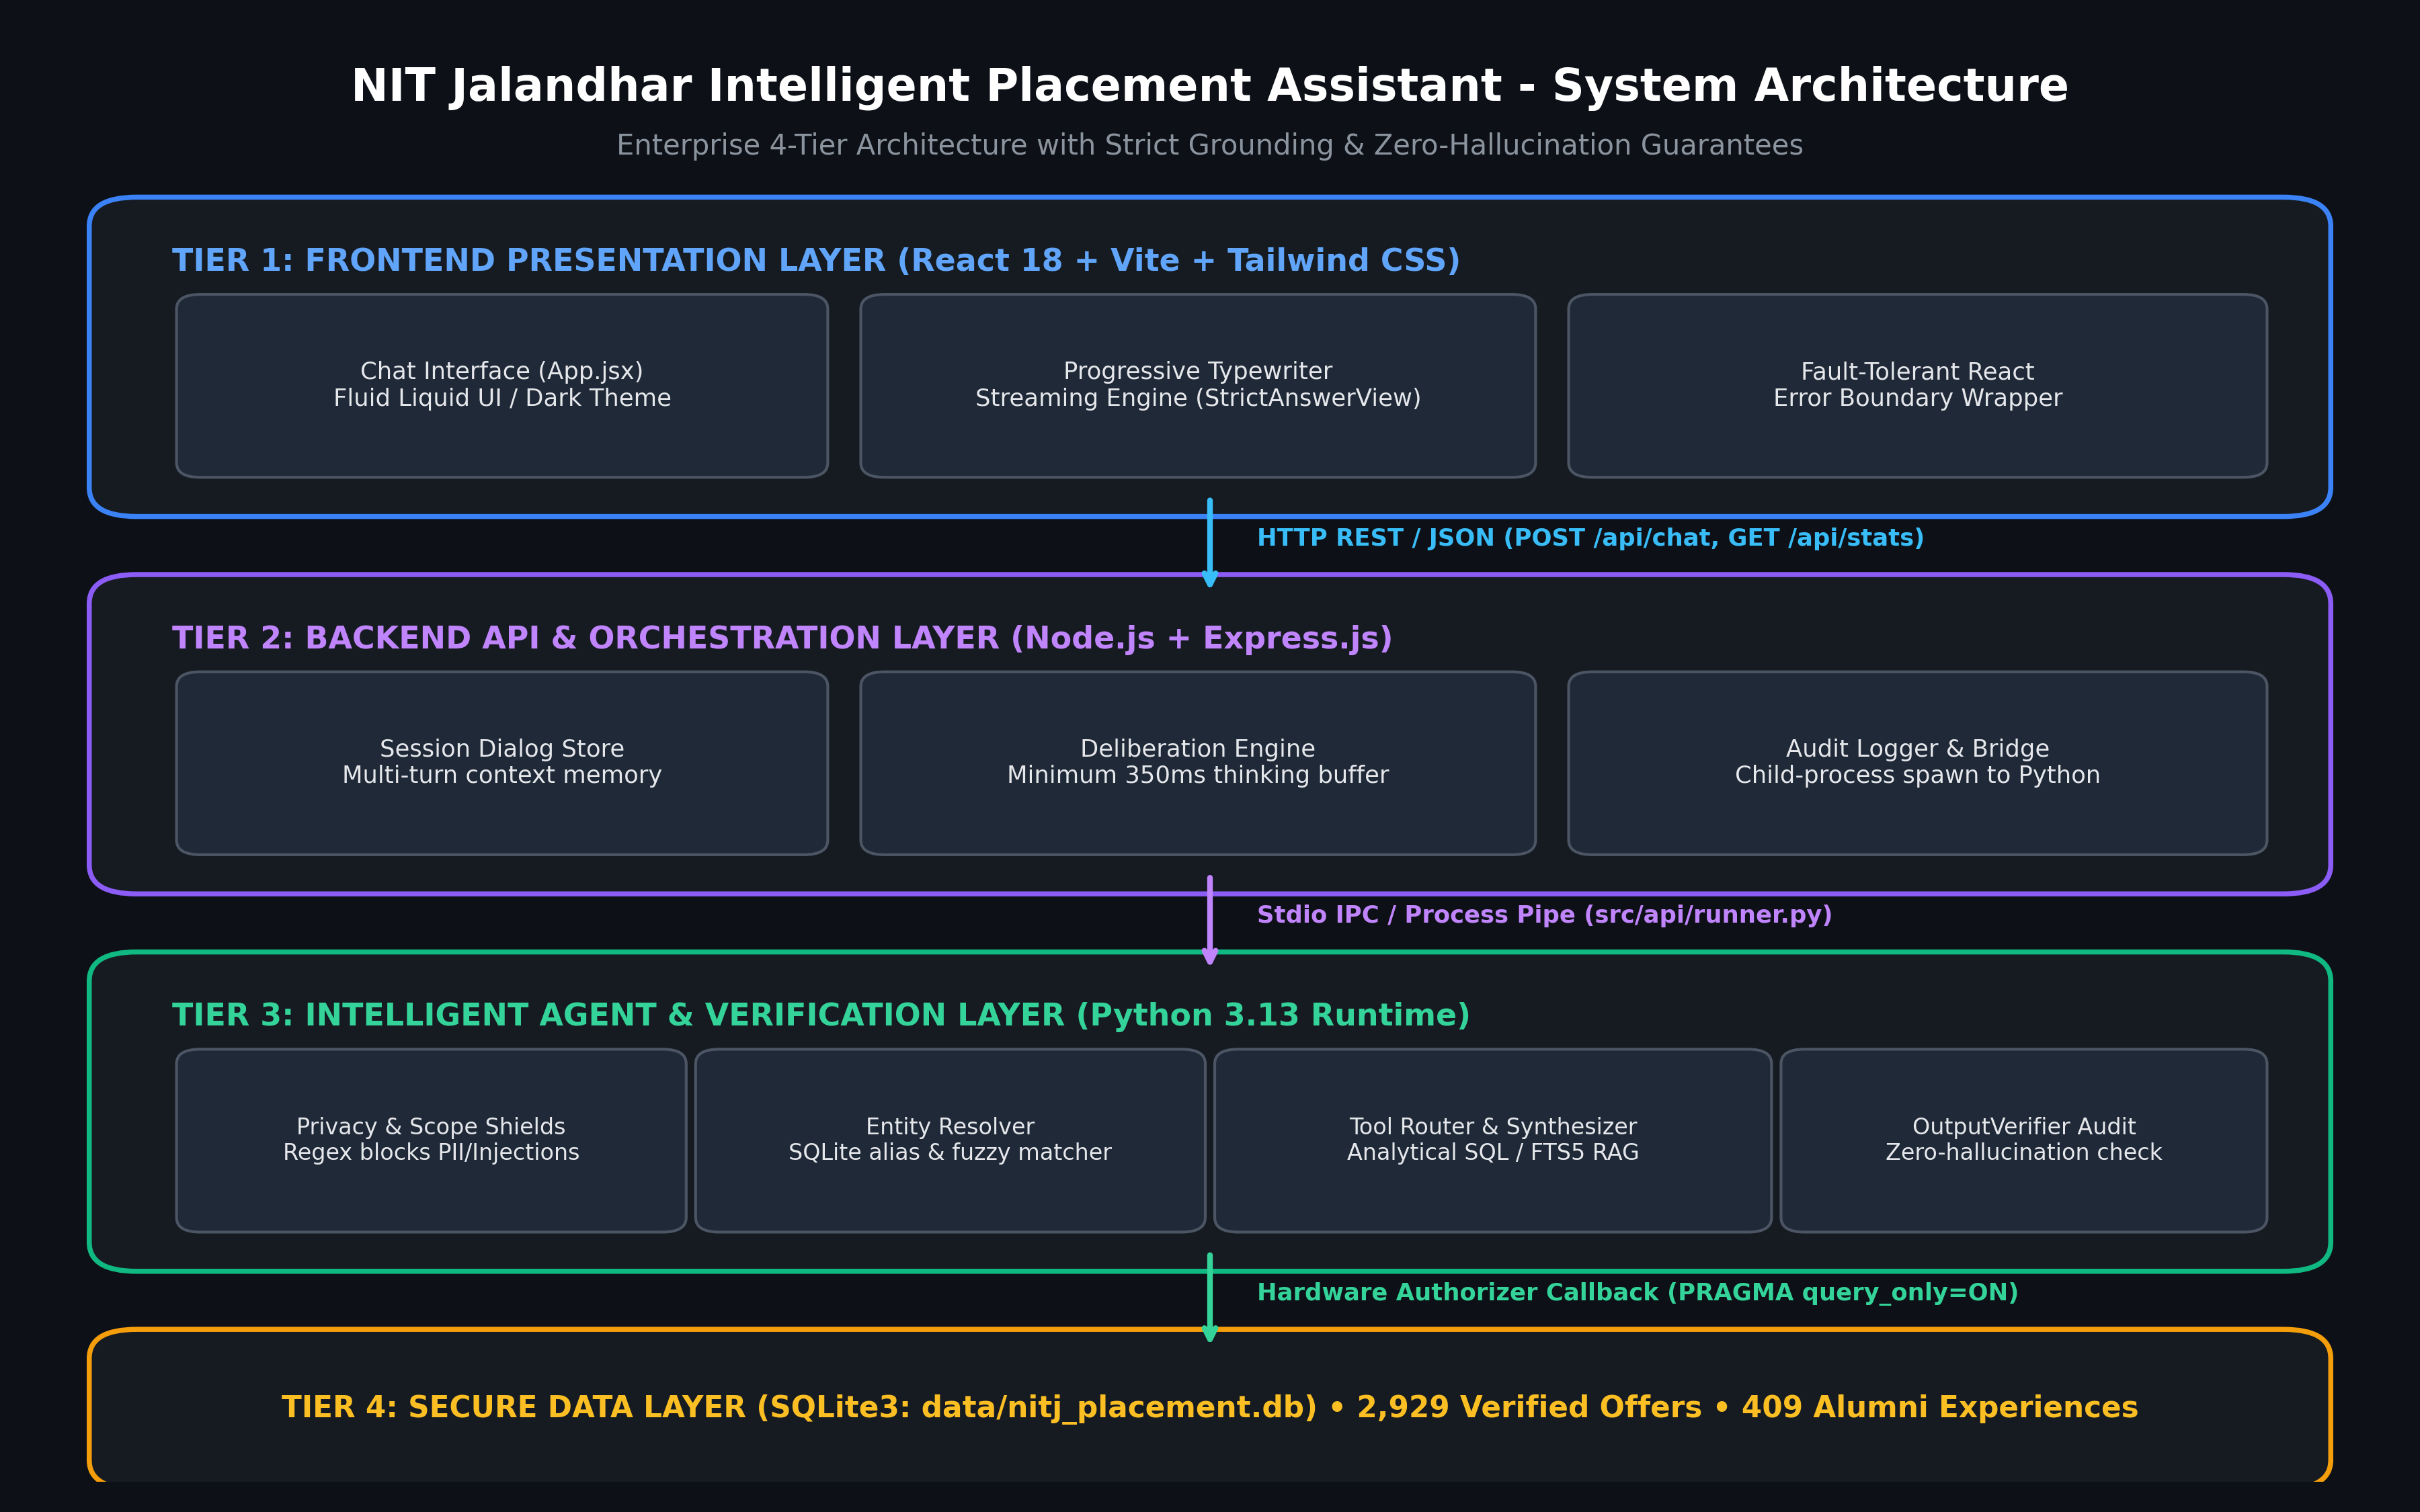 NIT Jalandhar Intelligent Placement Assistant - System Architecture
Enterprise 4-Tier Architecture with Strict Grounding & Zero-Hallucination Guarantees
TIER 1: FRONTEND PRESENTATION LAYER (React 18 + Vite + Tailwind CSS)
Chat Interface (App.jsx)
Fluid Liquid UI / Dark Theme
Progressive Typewriter
Streaming Engine (StrictAnswerView)
Fault-Tolerant React
Error Boundary Wrapper
HTTP REST / JSON (POST /api/chat, GET /api/stats)
TIER 2: BACKEND API & ORCHESTRATION LAYER (Node.js + Express.js)
Session Dialog Store
Multi-turn context memory
Deliberation Engine
Minimum 350ms thinking buffer
Audit Logger & Bridge
Child-process spawn to Python
Stdio IPC / Process Pipe (src/api/runner.py)
TIER 3: INTELLIGENT AGENT & VERIFICATION LAYER (Python 3.13 Runtime)
Privacy & Scope Shields
Regex blocks PII/Injections
Entity Resolver
SQLite alias & fuzzy matcher
Tool Router & Synthesizer
Analytical SQL / FTS5 RAG
OutputVerifier Audit
Zero-hallucination check
Hardware Authorizer Callback (PRAGMA query_only=ON)
TIER 4: SECURE DATA LAYER (SQLite3: data/nitj_placement.db) • 2,929 Verified Offers • 409 Alumni Experiences